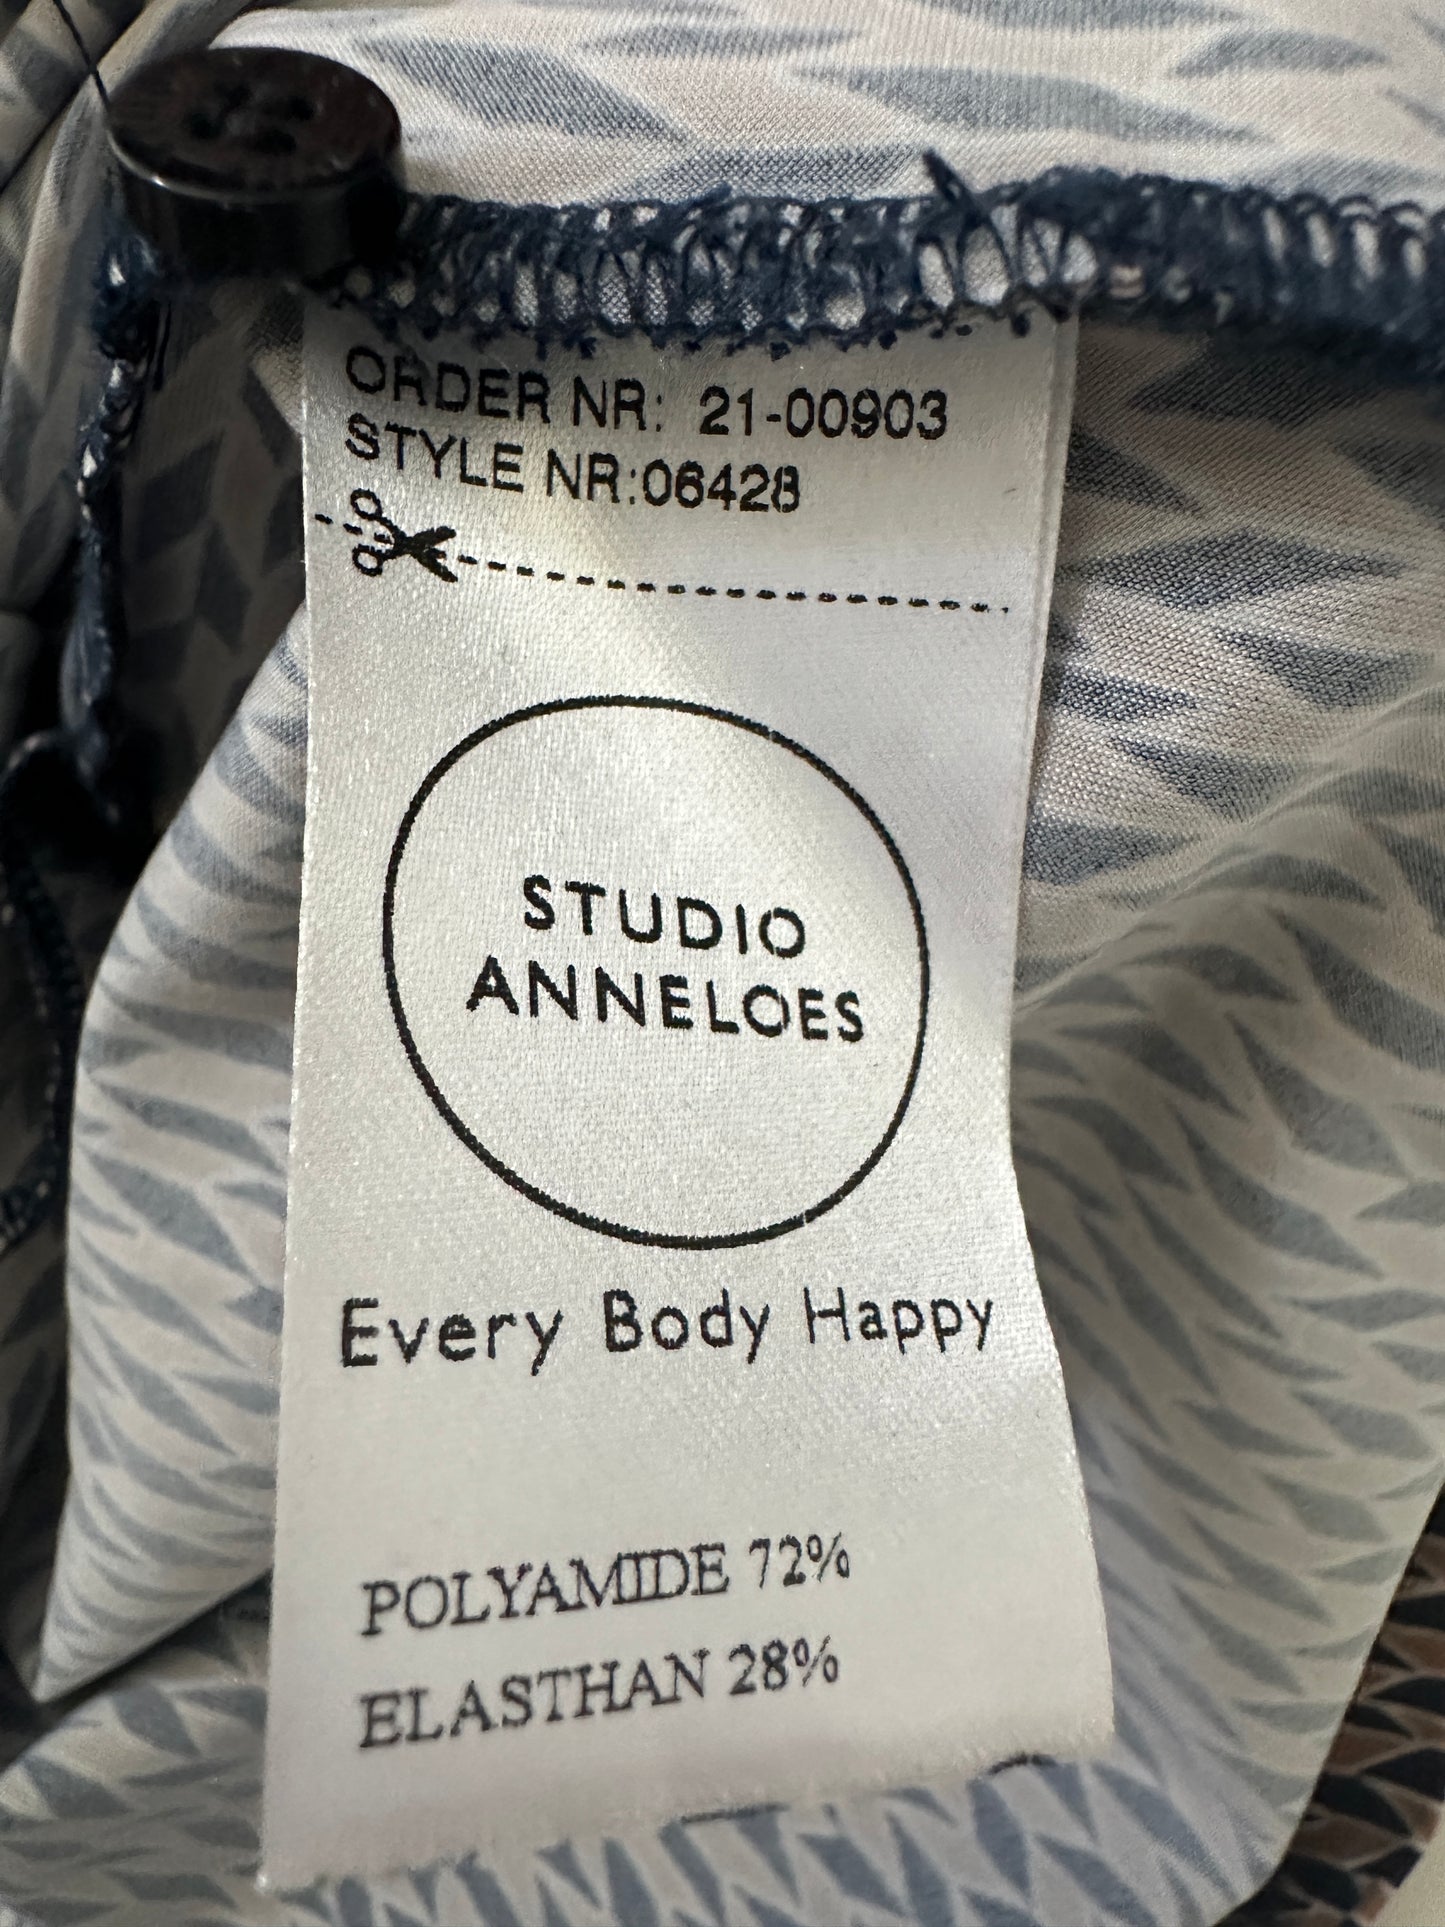 ORDER NR: 21-00903
STYLE NR:06428
STUDIO
ANNELOES
Every Body Happy
POLYAMIDE 72%
ELASTHAN 28%